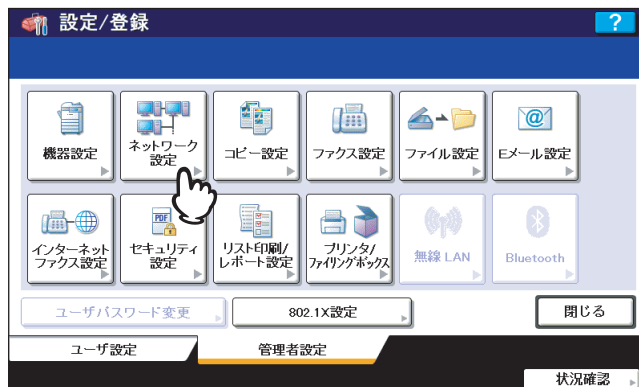 設定/登録
?
機器設定
ネットワーク
設定
コピー設定
ファクス設定
ファイル設定
Eメール設定
インターネット
ファクス設定
PDF
セキュリティ
設定
リスト印刷/
レポート設定
プリンタ/
ファイリングボックス
無線 LAN
Bluetooth
ユーザパスワード変更
802.1X設定
閉じる
ユーザ設定
管理者設定
状況確認